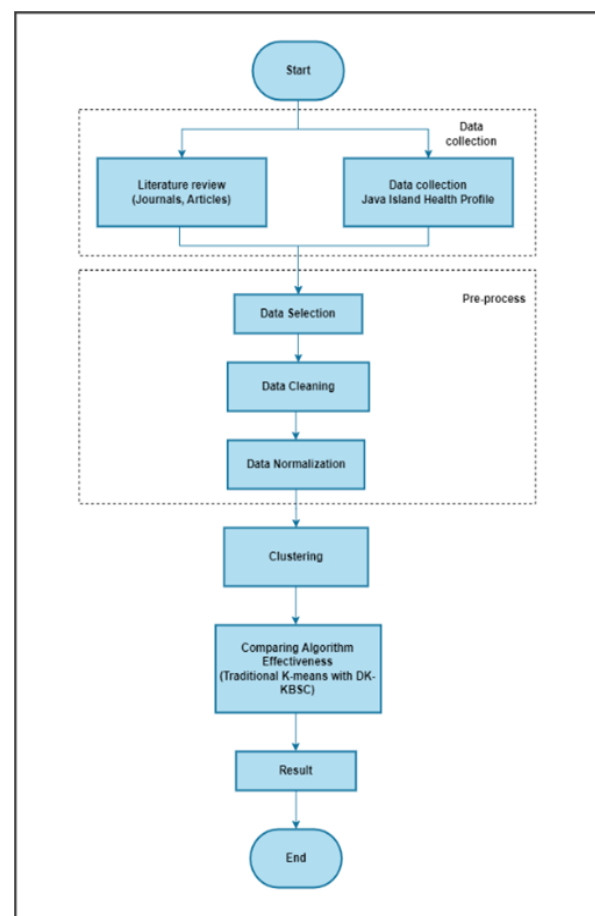 Start
Data
collection
Literature review
(Journals, Articles)
Data collection
Java Island Health Profile
Pre-process
Data Selection
Data Cleaning
Data Normalization
Clustering
Comparing Algorithm
Effectiveness
(Traditional K-means with DK-
KBSC)
Result
End